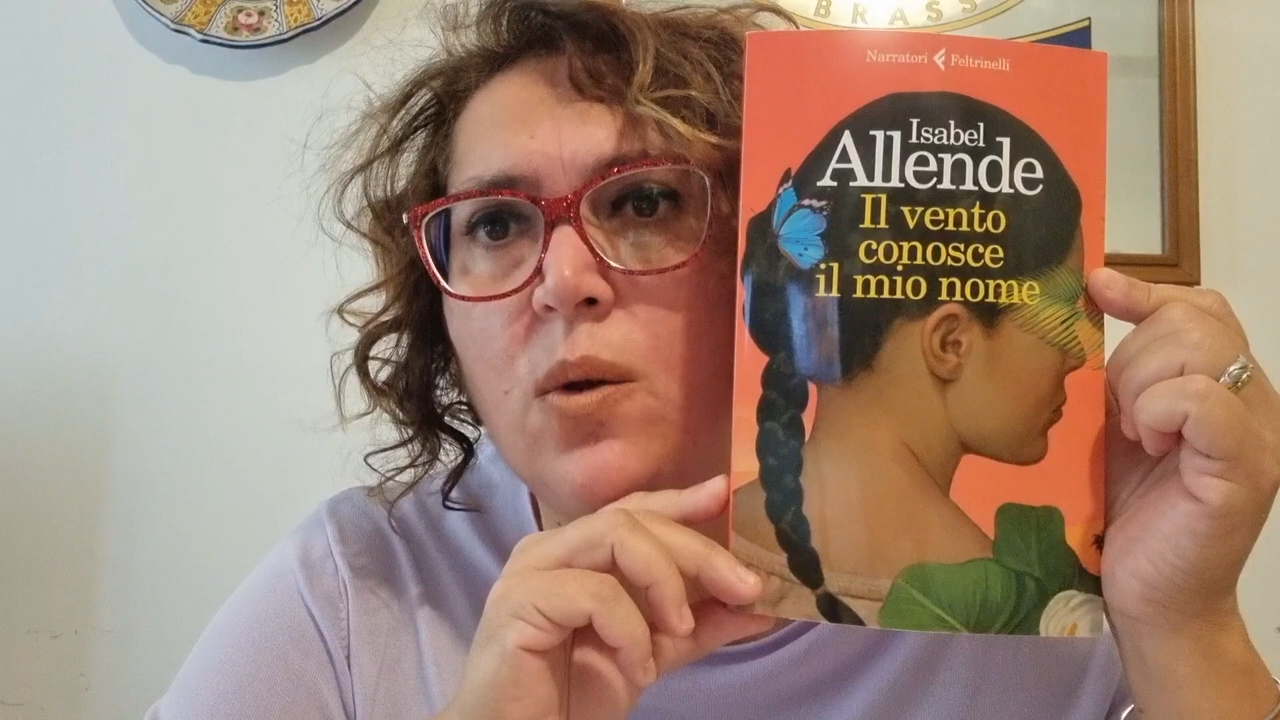 BRASS
Narratori Feltrinelli
Isabel
Allende
Il vento
conosce
il mio nome